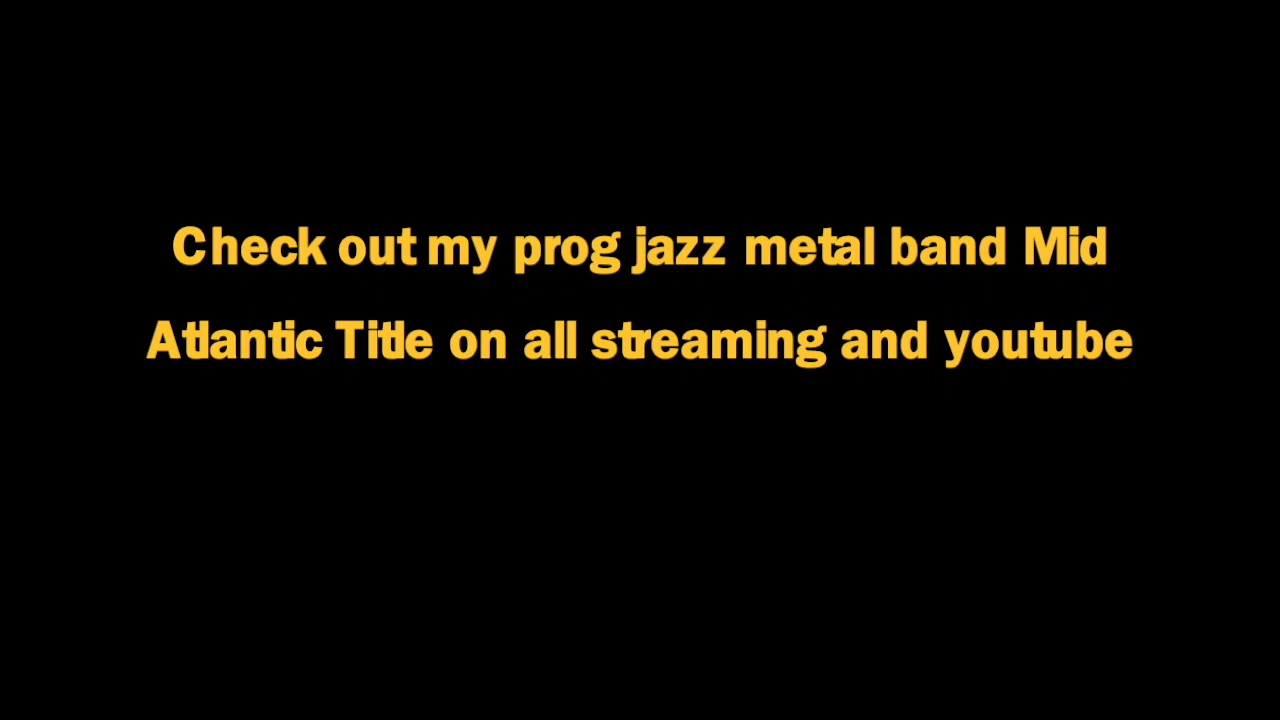 Check out my prog jazz metal band Mid
Atlantic Title on all streaming and youtube